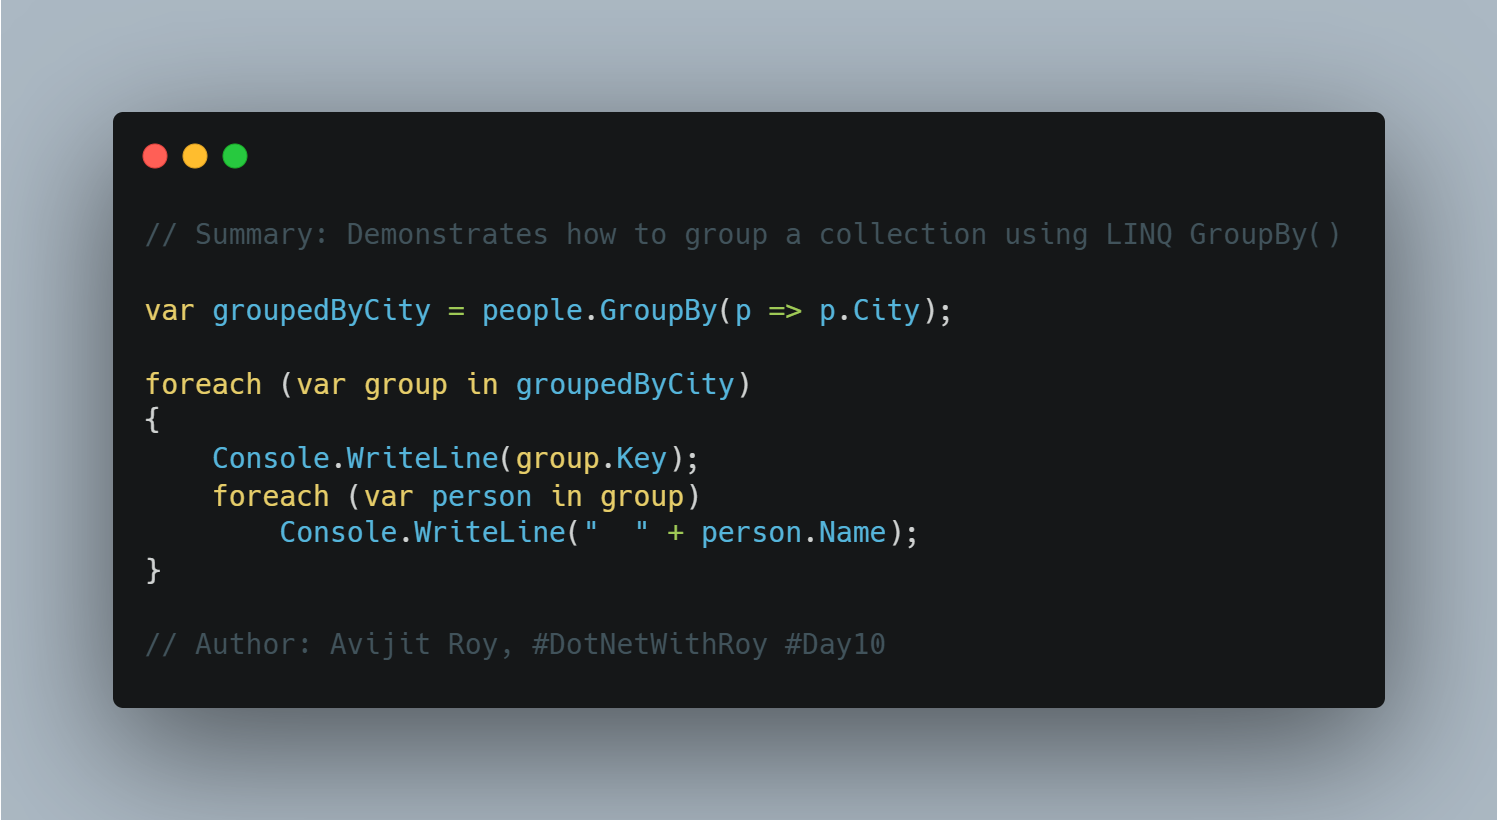 // Summary: Demonstrates how to group a collection using LINQ GroupBy()
var groupedByCity = people.GroupBy(p => p.City);
foreach (var group in groupedByCity)
{
    Console.WriteLine(group.Key);
    foreach (var person in group)
        Console.WriteLine("  " + person.Name);
}
// Author: Avijit Roy, #DotNetWithRoy #Day10